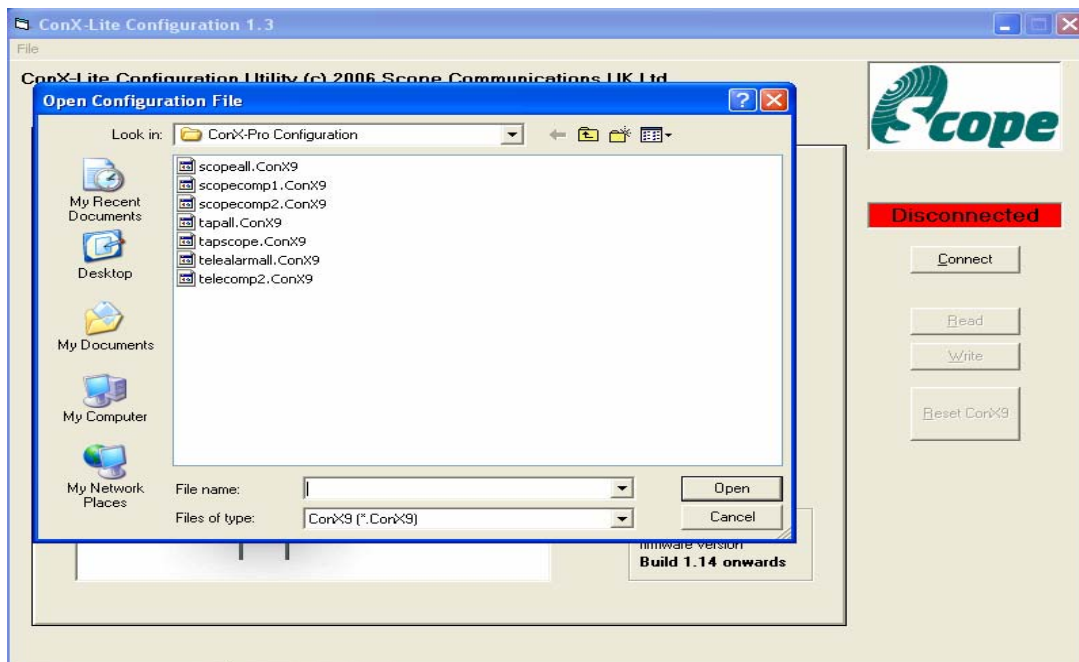 ConX-Lite Configuration 1.3
File
ConX-Lite Configuration Utility (c) 2006 Scope Communications UK Ltd
Open Configuration File
Look in:
ConX-Pro Configuration
scopeall.ConX9
scopecomp1.ConX9
scopecomp2.ConX9
tapall.ConX9
tapscope.ConX9
telealarmall.ConX9
telecomp2.ConX9
My Recent
Documents
Desktop
My Documents
My Computer
My Network
Places
File name:
Open
Files of type:
ConX9 (*.ConX9)
Cancel
firmware version
Build 1.14 onwards
Scope
Disconnected
Connect
Read
Write
Reset ConX9